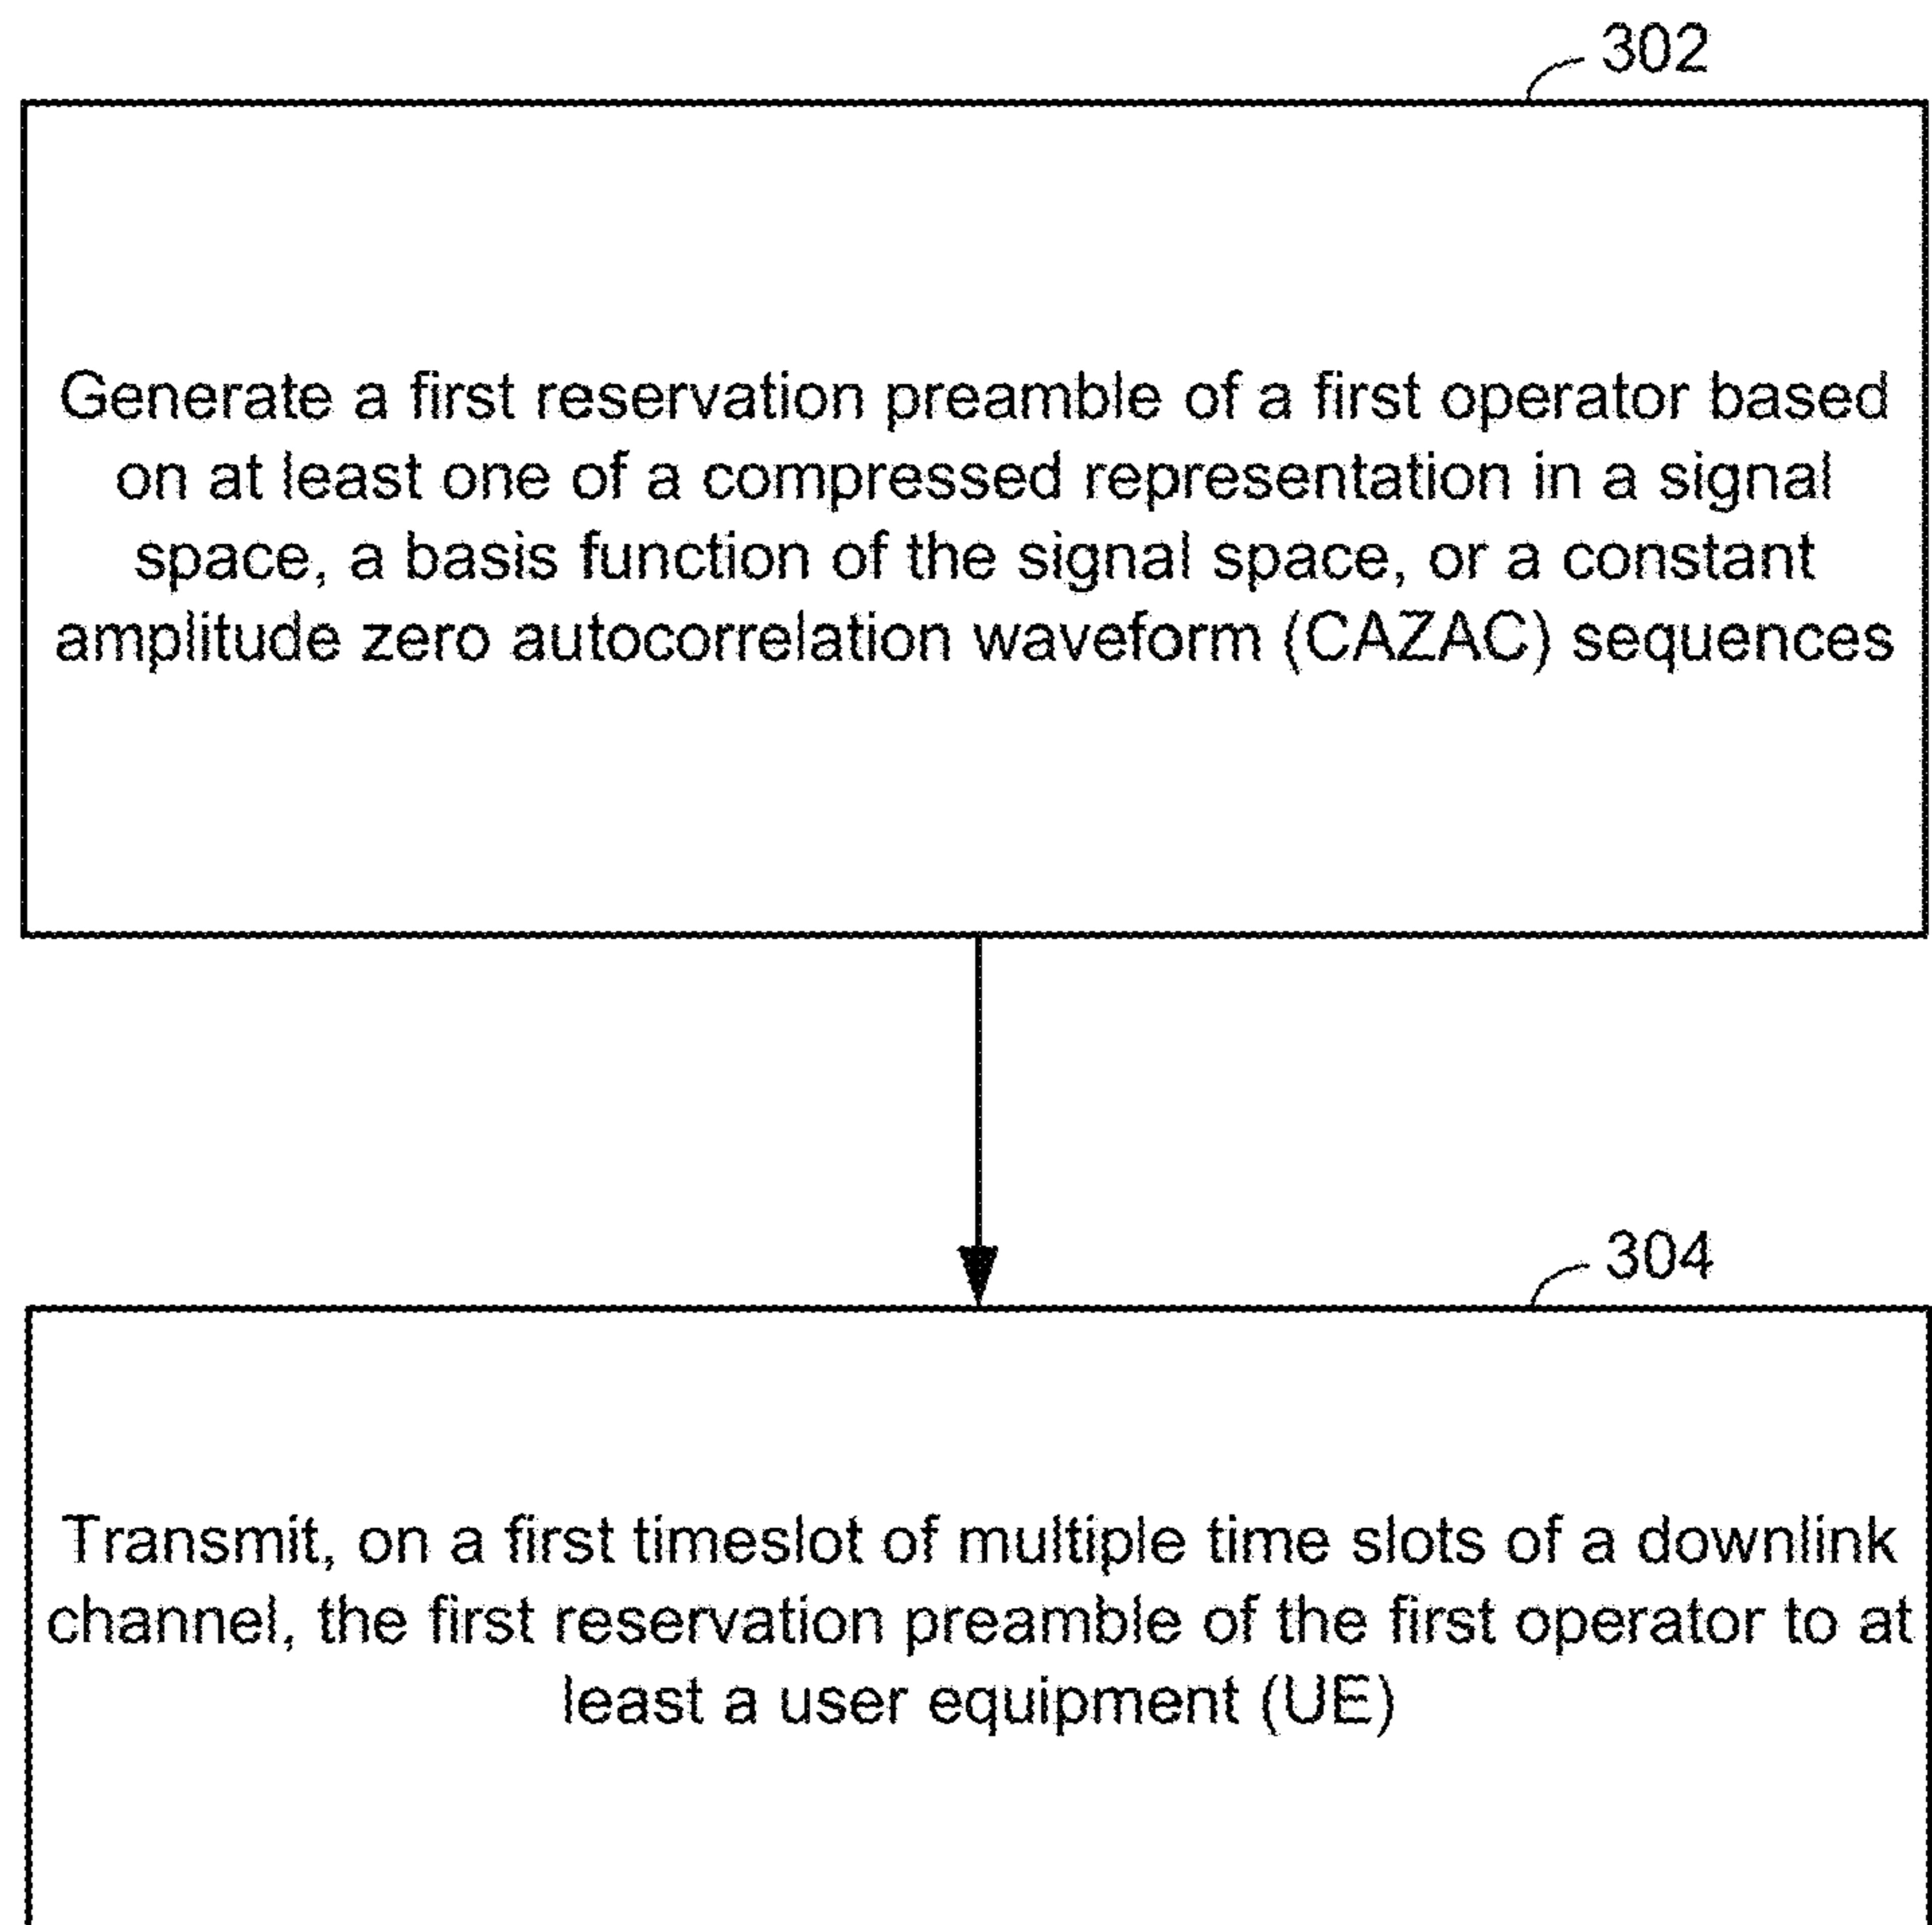 302
Generate a first reservation preamble of a first operator based
on at least one of a compressed representation in a signal
space, a basis function of the signal space, or a constant
amplitude zero autocorrelation waveform (CAZAC) sequences
304
Transmit, on a first timeslot of multiple time slots of a downlink
channel, the first reservation preamble of the first operator to at
least a user equipment (UE)